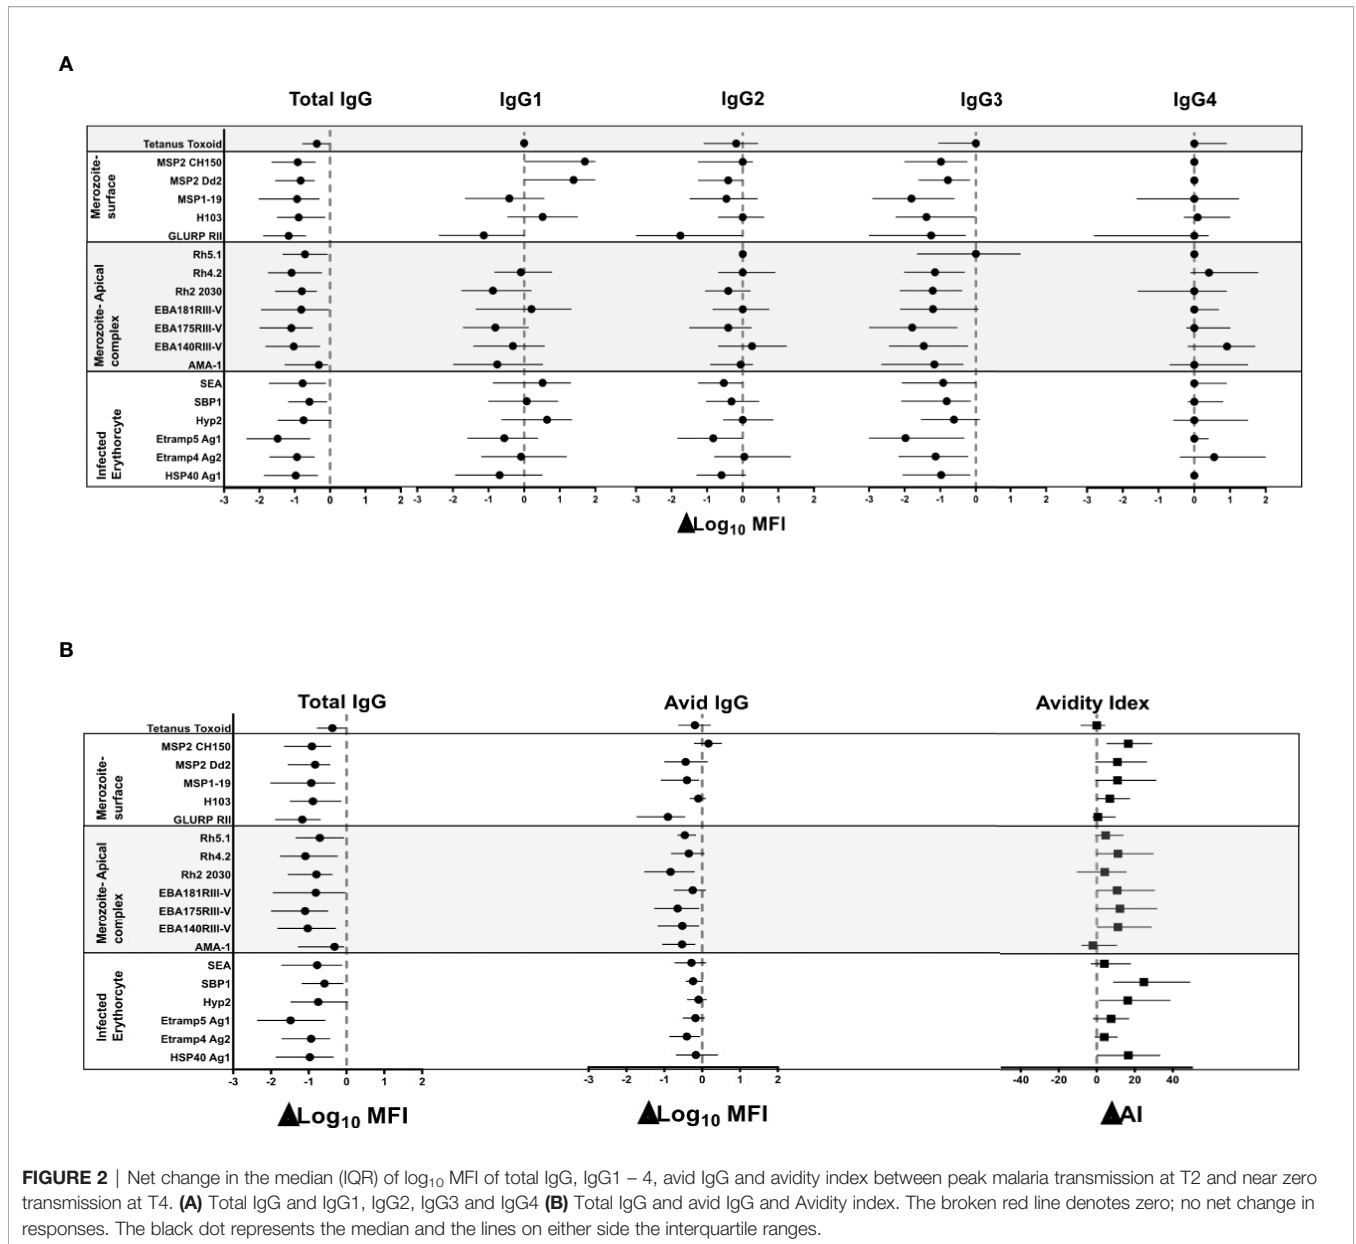 A
Total IgG IgG1 IgG2 IgG3 IgG4
Merozoite-surface
Merozoite- Apical complex
Infected Erythorcyte
Tetanus Toxoid
MSP2 CH150
MSP2 Dd2
MSP1-19
H103
GLURP RII
Rh5.1
Rh4.2
Rh2 2030
EBA181RIII-V
EBA175RIII-V
EBA140RIII-V
AMA-1
SEA
SBP1
Hyp2
Etramp5 Ag1
Etramp4 Ag2
HSP40 Ag1
-3 -2 -1 0 1 2 -3 -2 -1 0 1 2 -3 -2 -1 0 1 2 -3 -2 -1 0 1 2 -3 -2 -1 0 1 2
▲Log10 MFI
B
Total IgG Avid IgG Avidity Idex
Merozoite-surface
Merozoite- Apical complex
Infected Erythorcyte
Tetanus Toxoid
MSP2 CH150
MSP2 Dd2
MSP1-19
H103
GLURP RII
Rh5.1
Rh4.2
Rh2 2030
EBA181RIII-V
EBA175RIII-V
EBA140RIII-V
AMA-1
SEA
SBP1
Hyp2
Etramp5 Ag1
Etramp4 Ag2
HSP40 Ag1
-3 -2 -1 0 1 2 -3 -2 -1 0 1 2 -40 -20 0 20 40
▲Log10 MFI ▲Log10 MFI ▲AI
FIGURE 2 | Net change in the median (IQR) of log10 MFI of total IgG, IgG1 – 4, avid IgG and avidity index between peak malaria transmission at T2 and near zero
transmission at T4. (A) Total IgG and IgG1, IgG2, IgG3 and IgG4 (B) Total IgG and avid IgG and Avidity index. The broken red line denotes zero; no net change in
responses. The black dot represents the median and the lines on either side the interquartile ranges.